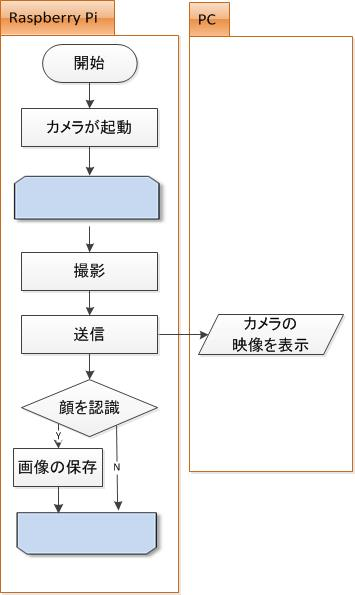 Raspberry Pi
PC
開始
カメラが起動
撮影
送信
カメラの
映像を表示
顔を認識
Y
N
画像の保存